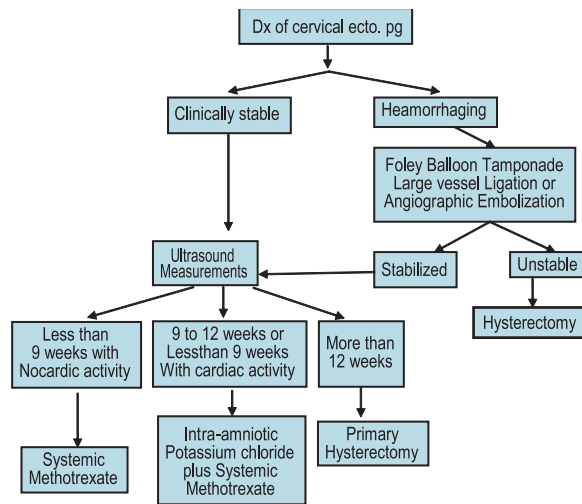 Dx of cervical ecto. pg
Clinically stable
Heamorrhaging
Foley Balloon Tamponade
Large vessel Ligation or
Angiographic Embolization
Ultrasound
Measurements
Stabilized
Unstable
Hysterectomy
Less than
9 weeks with
Nocardic activity
9 to 12 weeks or
Lessthan 9 weeks
With cardiac activity
More than
12 weeks
Systemic
Methotrexate
Intra-amniotic
Potassium chloride
plus Systemic
Methotrexate
Primary
Hysterectomy